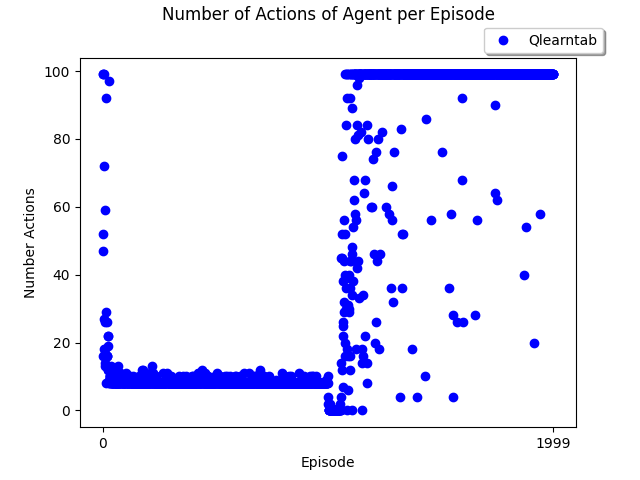 Number of Actions of Agent per Episode
Qlearntab
100
80
60
40
20
0
Number Actions
0
1999
Episode